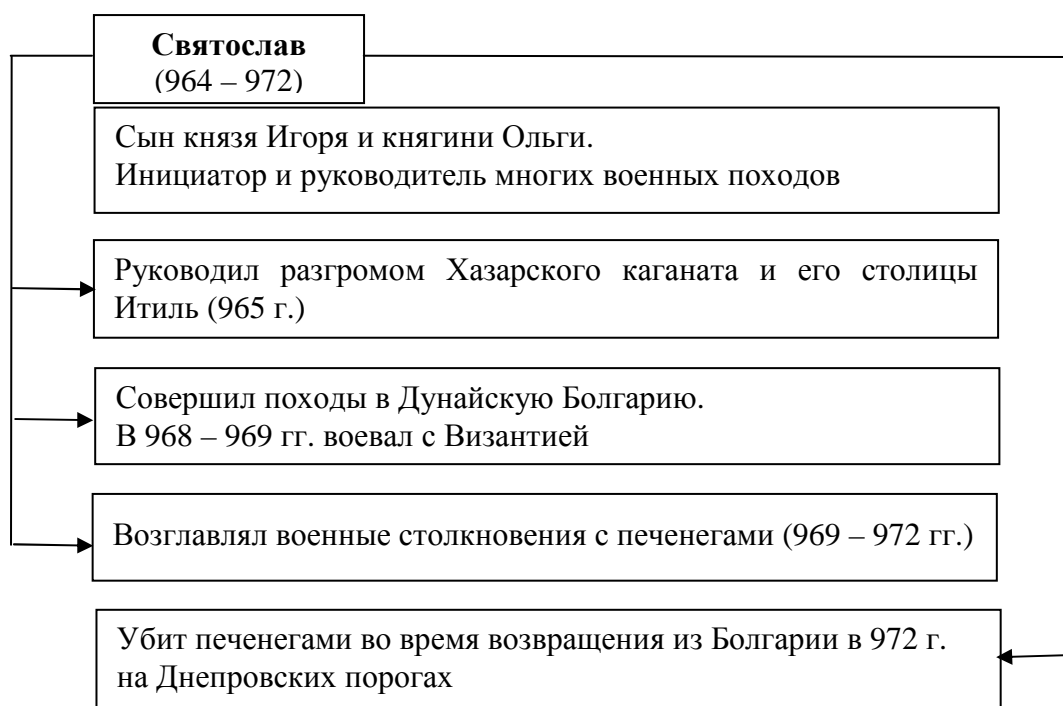 Святослав
(964 – 972)
Сын князя Игоря и княгини Ольги.
Инициатор и руководитель многих военных походов
Руководил разгромом Хазарского каганата и его столицы
Итиль (965 г.)
Совершил походы в Дунайскую Болгарию.
В 968 – 969 гг. воевал с Византией
Возглавлял военные столкновения с печенегами (969 – 972 гг.)
Убит печенегами во время возвращения из Болгарии в 972 г.
на Днепровских порогах